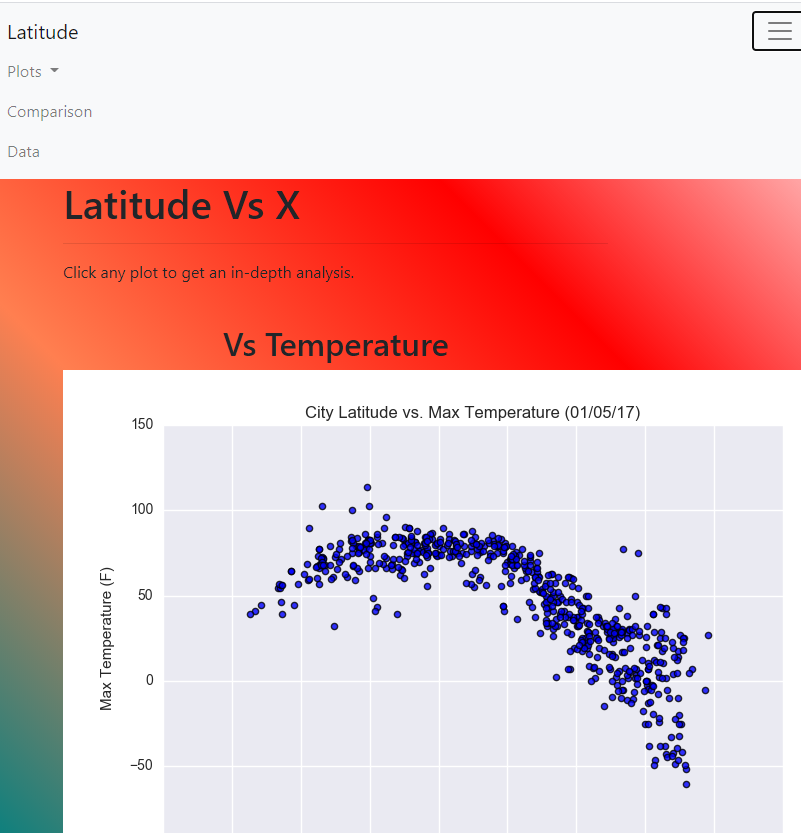 Latitude
Plots
Comparison
Data
Latitude Vs X
Click any plot to get an in-depth analysis.
Vs Temperature
City Latitude vs. Max Temperature (01/05/17)
150
100
50
0
−50
Max Temperature (F)